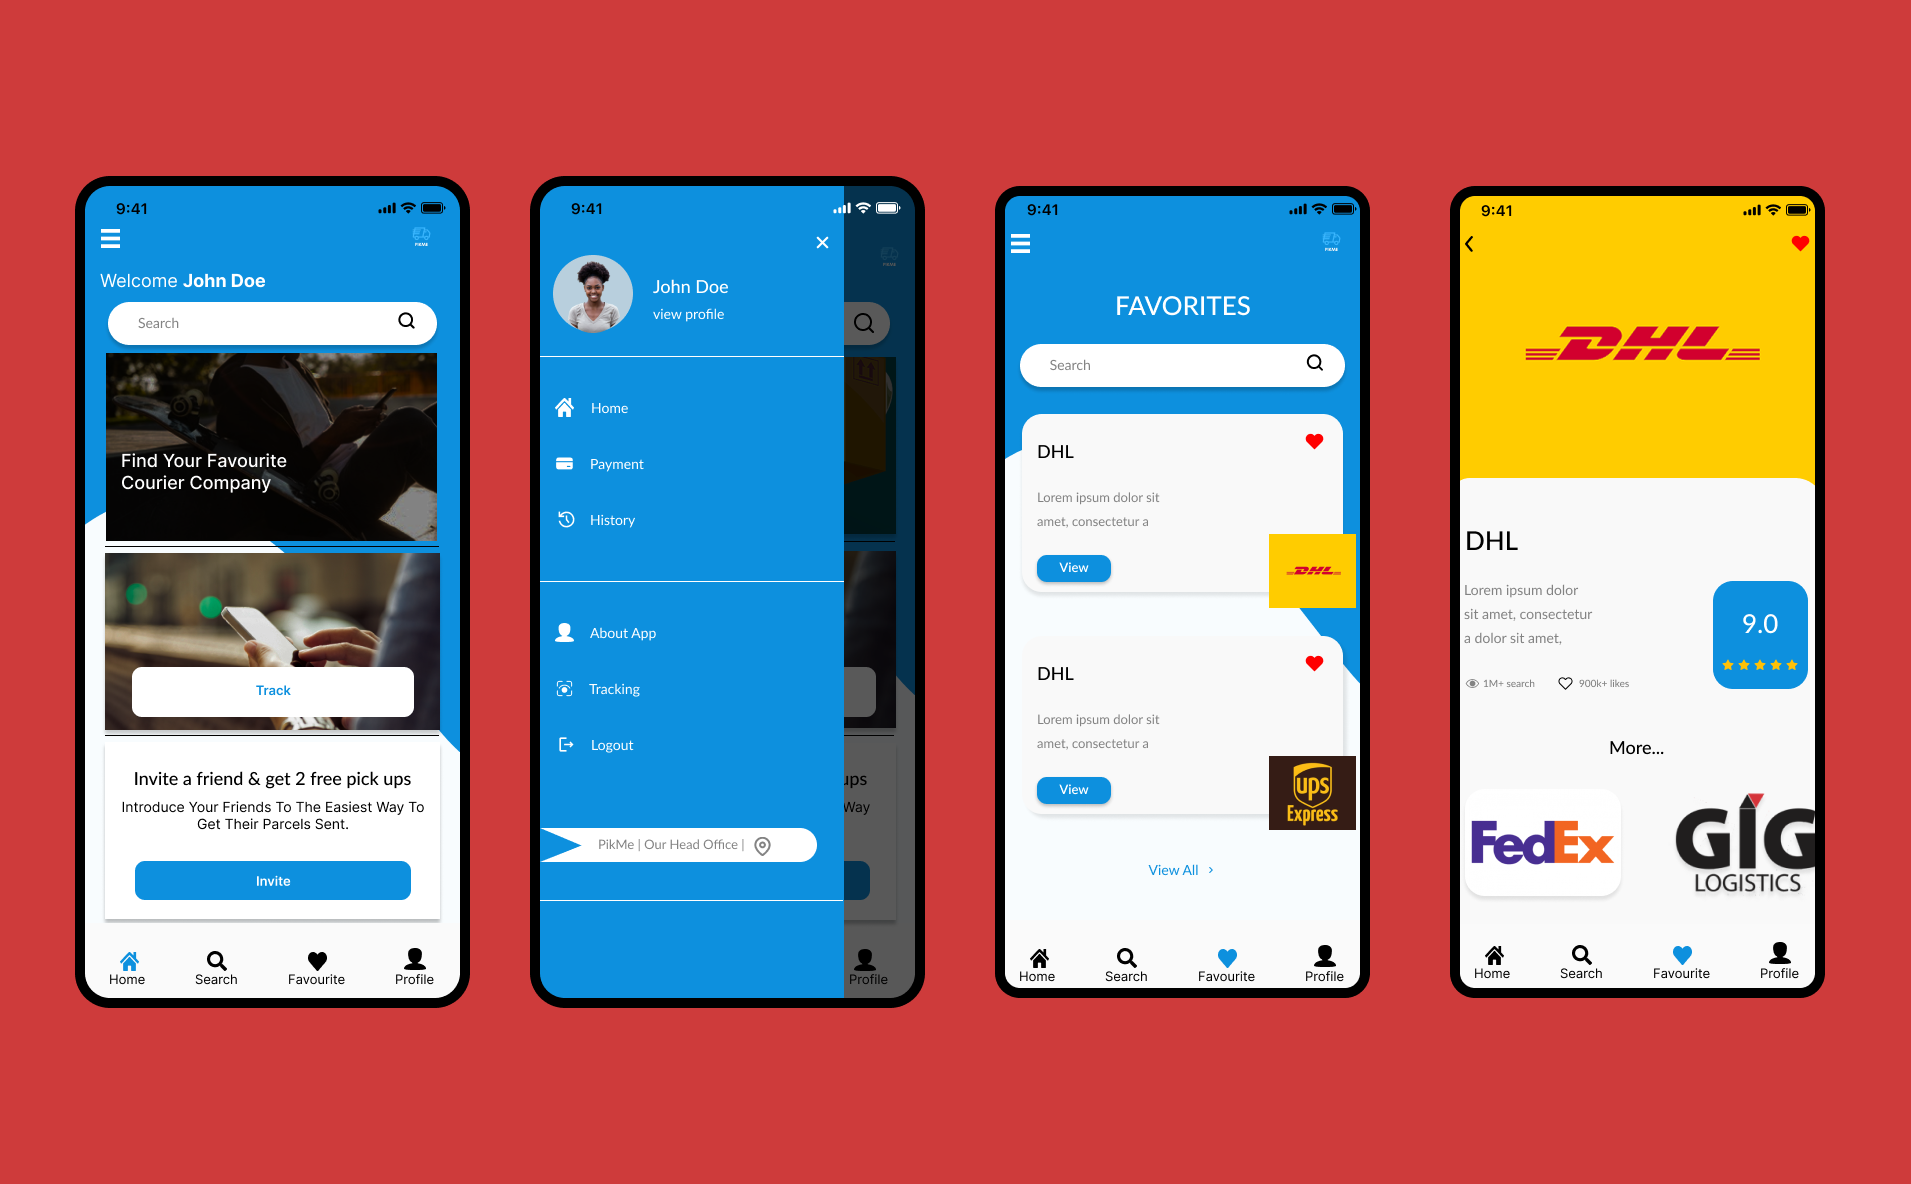 9:41
PIKME
Welcome John Doe
Search
Find Your Favourite
Courier Company
Track
Invite a friend & get 2 free pick ups
Introduce Your Friends To The Easiest Way To
Get Their Parcels Sent.
Invite
Home
Search
Favourite
Profile
9:41
PIKME
John Doe
view profile
Home
Payment
History
About App
Tracking
Logout
ups
Way
PikMe | Our Head Office |
Profile
9:41
PIKME
FAVORITES
Search
DHL
Lorem ipsum dolor sit
amet, consectetur a
View
DHL
DHL
Lorem ipsum dolor sit
amet, consectetur a
View
ups
Express
View All
Home
Search
Favourite
Profile
9:41
DHL
DHL
Lorem ipsum dolor
sit amet, consectetur
a dolor sit amet,
9.0
1M+ search
900k+ likes
More...
FedEx
GIG
LOGISTICS
Home
Search
Favourite
Profile